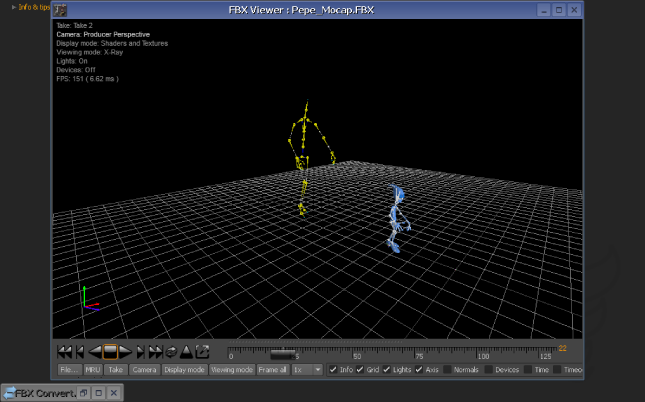 Info & tips
FBX Viewer : Pepe_Mocap.FBX
Take: Take 2
Camera: Producer Perspective
Display mode: Shaders and Textures
Viewing mode: X-Ray
Lights: On
Devices: Off
FPS: 151 ( 6.62 ms )
0 25 50 75 100 125 22
File... MRU Take Camera Display mode Viewing mode Frame all 1x Info Grid Lights Axis Normals Devices Time Timeo
FBX Convert.